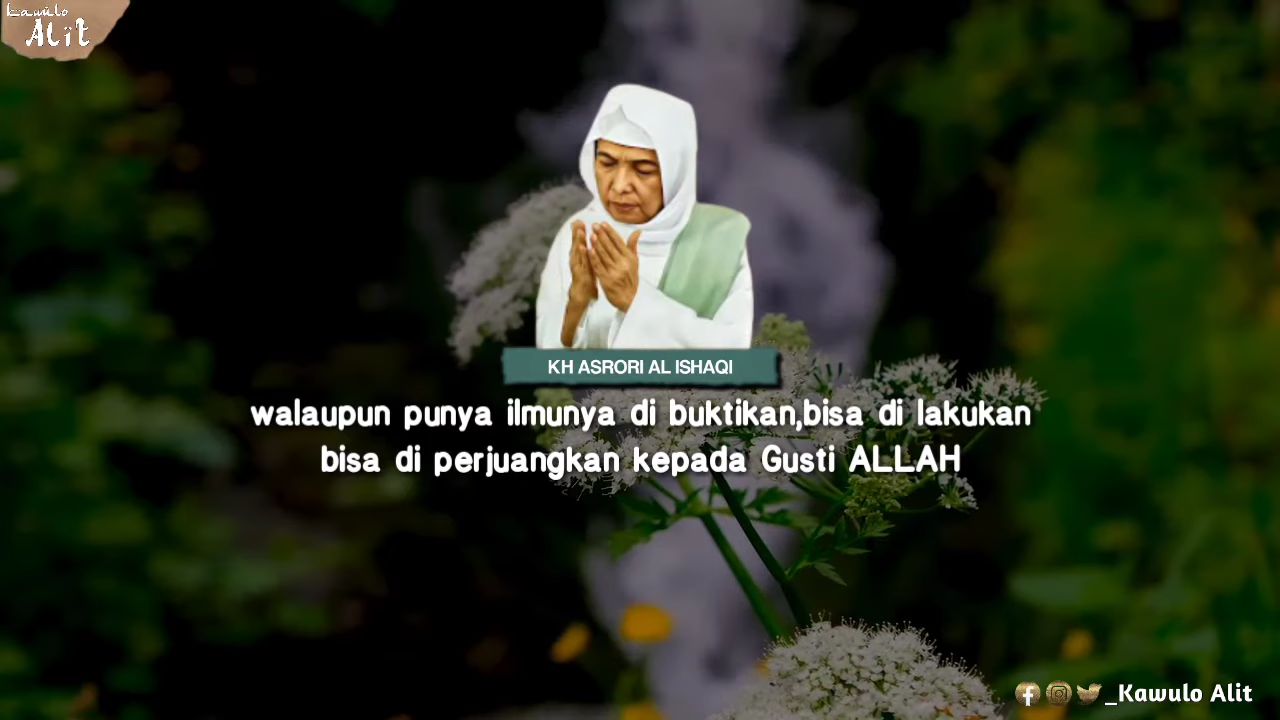 Kawulo
Alit
KH ASRORI AL ISHAQI
walaupun punya ilmunya di buktikan,bisa di lakukan
bisa di perjuangkan kepada Gusti ALLAH
_Kawulo Alit